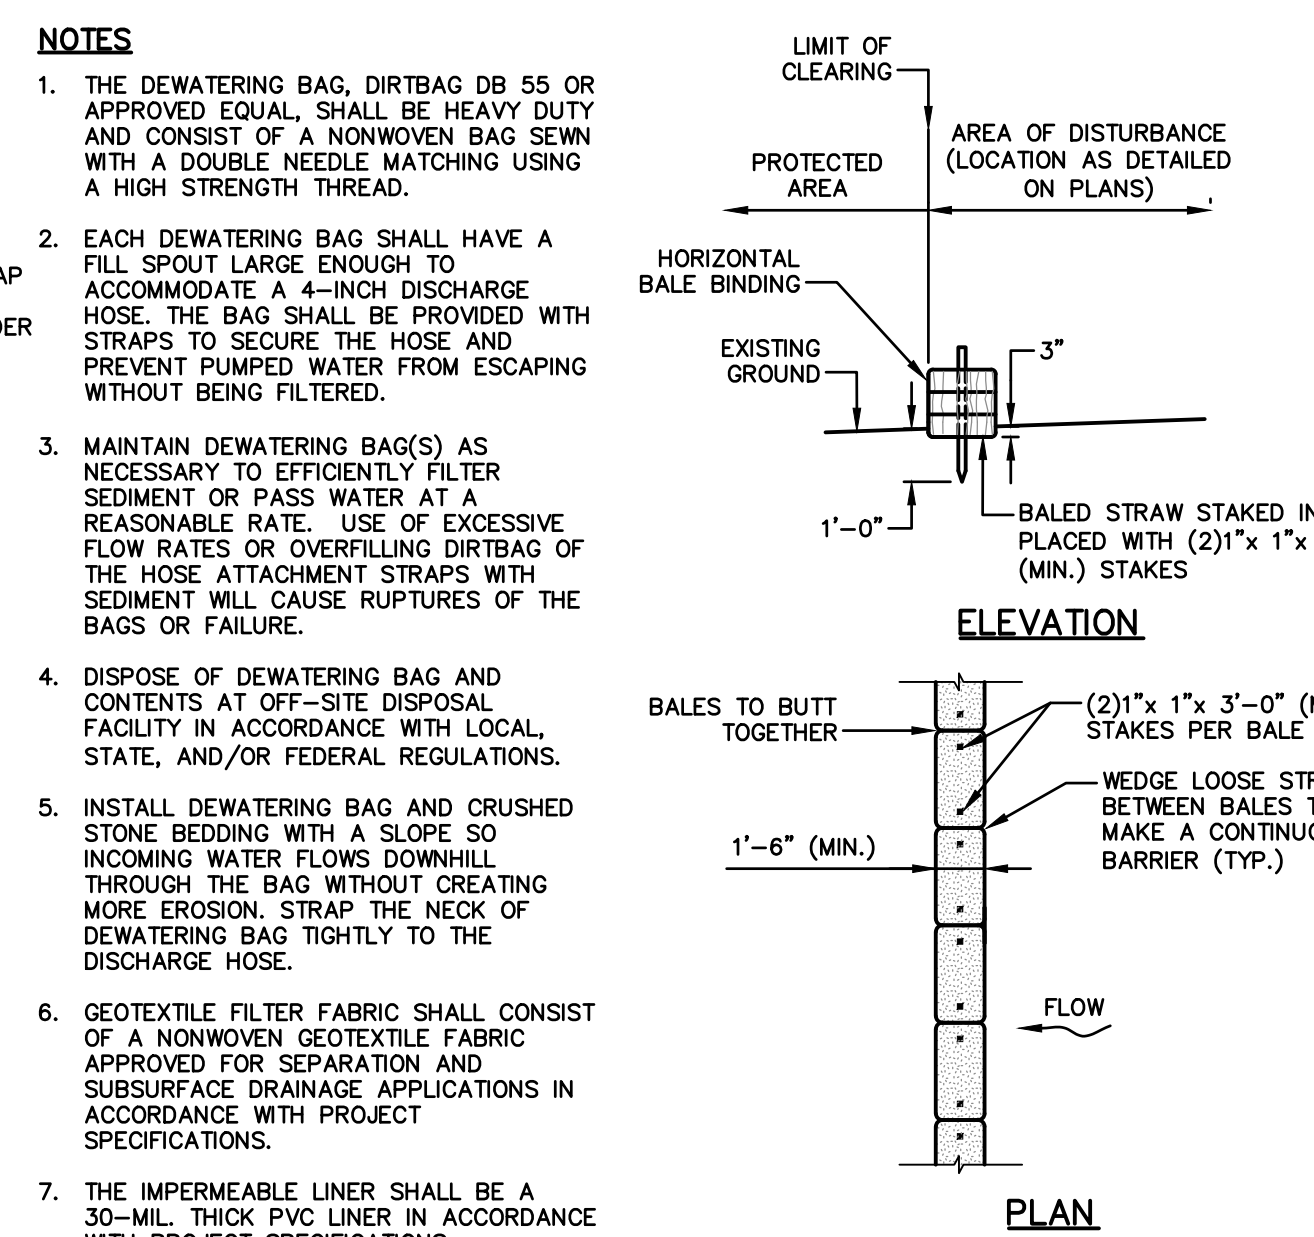 NOTES
1. THE DEWATERING BAG, DIRTBAG DB 55 OR
APPROVED EQUAL, SHALL BE HEAVY DUTY
AND CONSIST OF A NONWOVEN BAG SEWN
WITH A DOUBLE NEEDLE MATCHING USING
A HIGH STRENGTH THREAD.
2. EACH DEWATERING BAG SHALL HAVE A
FILL SPOUT LARGE ENOUGH TO
ACCOMMODATE A 4–INCH DISCHARGE
HOSE. THE BAG SHALL BE PROVIDED WITH
STRAPS TO SECURE THE HOSE AND
PREVENT PUMPED WATER FROM ESCAPING
WITHOUT BEING FILTERED.
3. MAINTAIN DEWATERING BAG(S) AS
NECESSARY TO EFFICIENTLY FILTER
SEDIMENT OR PASS WATER AT A
REASONABLE RATE. USE OF EXCESSIVE
FLOW RATES OR OVERFILLING DIRTBAG OF
THE HOSE ATTACHMENT STRAPS WITH
SEDIMENT WILL CAUSE RUPTURES OF THE
BAGS OR FAILURE.
4. DISPOSE OF DEWATERING BAG AND
CONTENTS AT OFF–SITE DISPOSAL
FACILITY IN ACCORDANCE WITH LOCAL,
STATE, AND/OR FEDERAL REGULATIONS.
5. INSTALL DEWATERING BAG AND CRUSHED
STONE BEDDING WITH A SLOPE SO
INCOMING WATER FLOWS DOWNHILL
THROUGH THE BAG WITHOUT CREATING
MORE EROSION. STRAP THE NECK OF
DEWATERING BAG TIGHTLY TO THE
DISCHARGE HOSE.
6. GEOTEXTILE FILTER FABRIC SHALL CONSIST
OF A NONWOVEN GEOTEXTILE FABRIC
APPROVED FOR SEPARATION AND
SUBSURFACE DRAINAGE APPLICATIONS IN
ACCORDANCE WITH PROJECT
SPECIFICATIONS.
7. THE IMPERMEABLE LINER SHALL BE A
30–MIL. THICK PVC LINER IN ACCORDANCE
AP
DER
LIMIT OF
CLEARING
PROTECTED
AREA
AREA OF DISTURBANCE
(LOCATION AS DETAILED
ON PLANS)
HORIZONTAL
BALE BINDING
EXISTING
GROUND
3"
1'–0"
BALED STRAW STAKED IN
PLACED WITH (2)1"x 1"x
(MIN.) STAKES
ELEVATION
BALES TO BUTT
TOGETHER
(2)1"x 1"x 3'–0"
STAKES PER BALE
WEDGE LOOSE
BETWEEN BALES
MAKE A
BARRIER (TYP.)
1'–6" (MIN.)
FLOW
PLAN